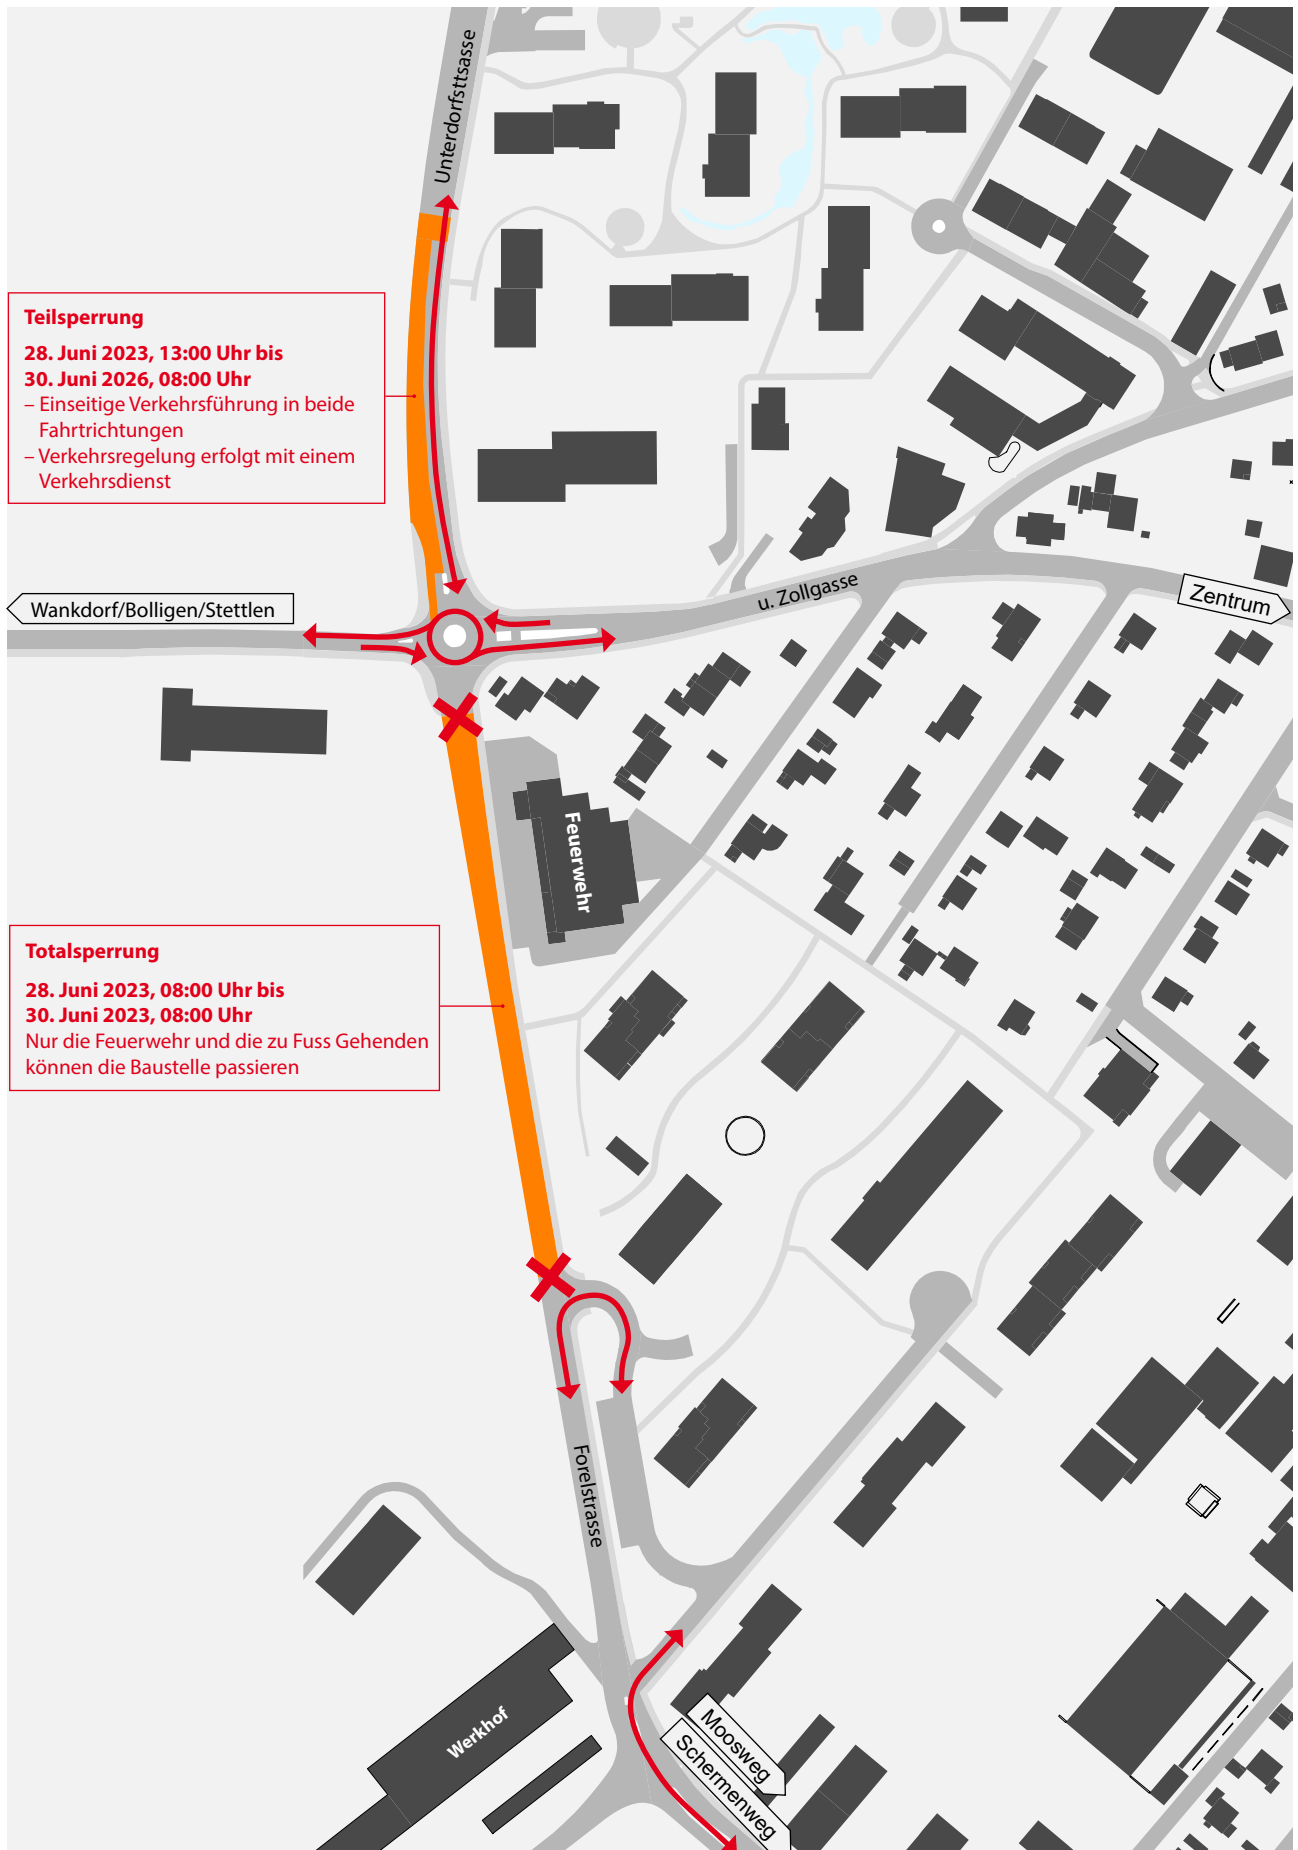 Unterdorfsttsasse
Teilsperrung
28. Juni 2023, 13:00 Uhr bis
30. Juni 2026, 08:00 Uhr
– Einseitige Verkehrsführung in beide
Fahrtrichtungen
– Verkehrsregelung erfolgt mit einem
Verkehrsdienst
u. Zollgasse
Zentrum
Wankdorf/Bolligen/Stettlen
Feuerwehr
Totalsperrung
28. Juni 2023, 08:00 Uhr bis
30. Juni 2023, 08:00 Uhr
Nur die Feuerwehr und die zu Fuss Gehenden
können die Baustelle passieren
Forelstrasse
Werkhof
Moosweg
Schermenweg